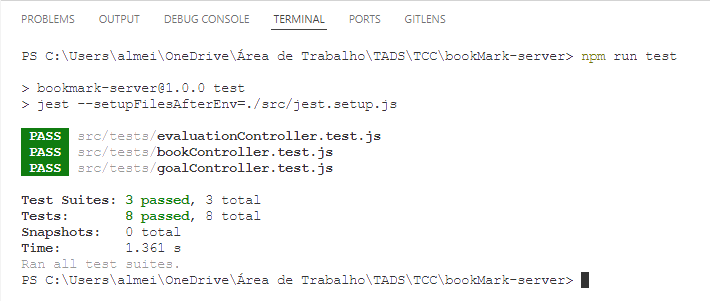 PROBLEMS OUTPUT DEBUG CONSOLE TERMINAL PORTS GITLENS
PS C:\Users\almei\OneDrive\Área de Trabalho\TADS\TCC\bookMark-server> npm run test
> bookmark-server@1.0.0 test
> jest --setupFilesAfterEnv=./src/jest.setup.js
PASS src/tests/evaluationController.test.js
PASS src/tests/bookController.test.js
PASS src/tests/goalController.test.js
Test Suites: 3 passed, 3 total
Tests: 8 passed, 8 total
Snapshots: 0 total
Time: 1.361 s
Ran all test suites.
PS C:\Users\almei\OneDrive\Área de Trabalho\TADS\TCC\bookMark-server>